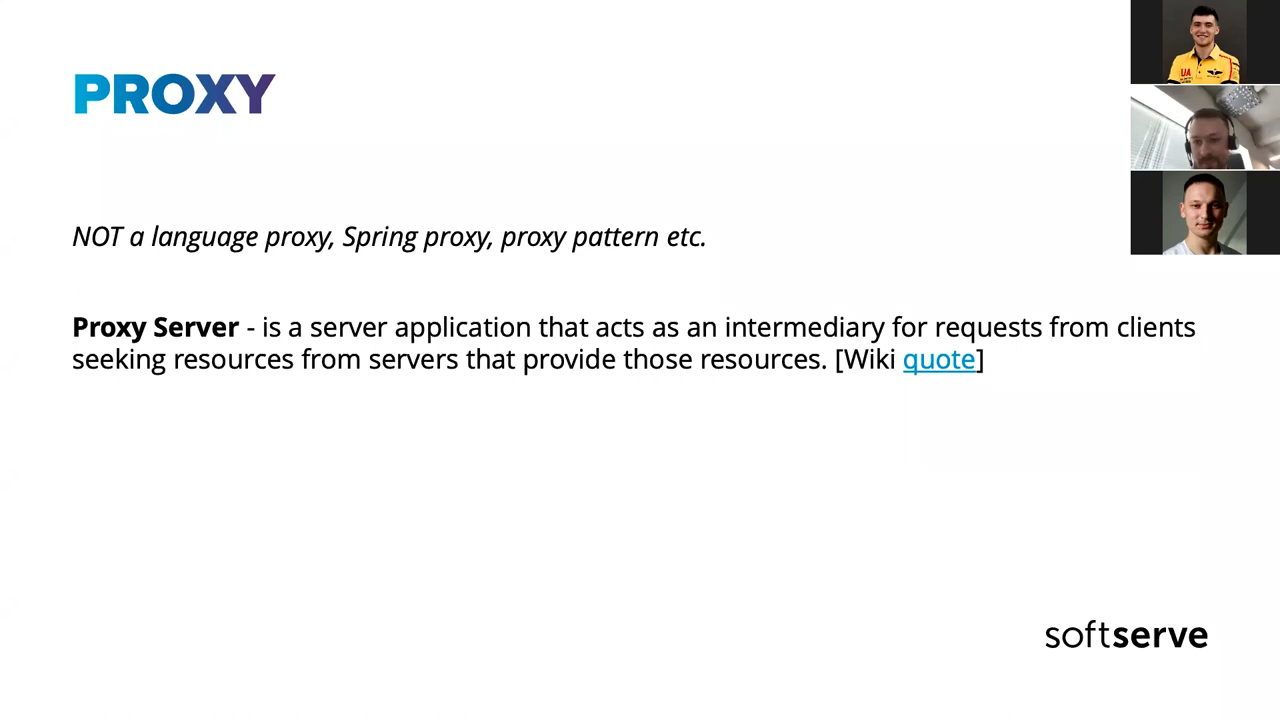 PROXY
NOT a language proxy, Spring proxy, proxy pattern etc.
Proxy Server - is a server application that acts as an intermediary for requests from clients
seeking resources from servers that provide those resources. [Wiki quote]
UA
softserve